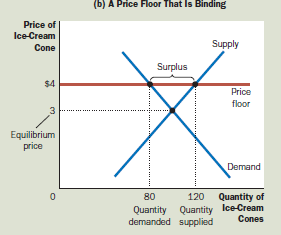 (b) A Price Floor That Is Binding
Price of
Ice-Cream
Cone
Supply
Surplus
$4
Price
floor
3
Equilibrium
price
Demand
0
80
120
Quantity of
Ice-Cream
Cones
Quantity
demanded
Quantity
supplied